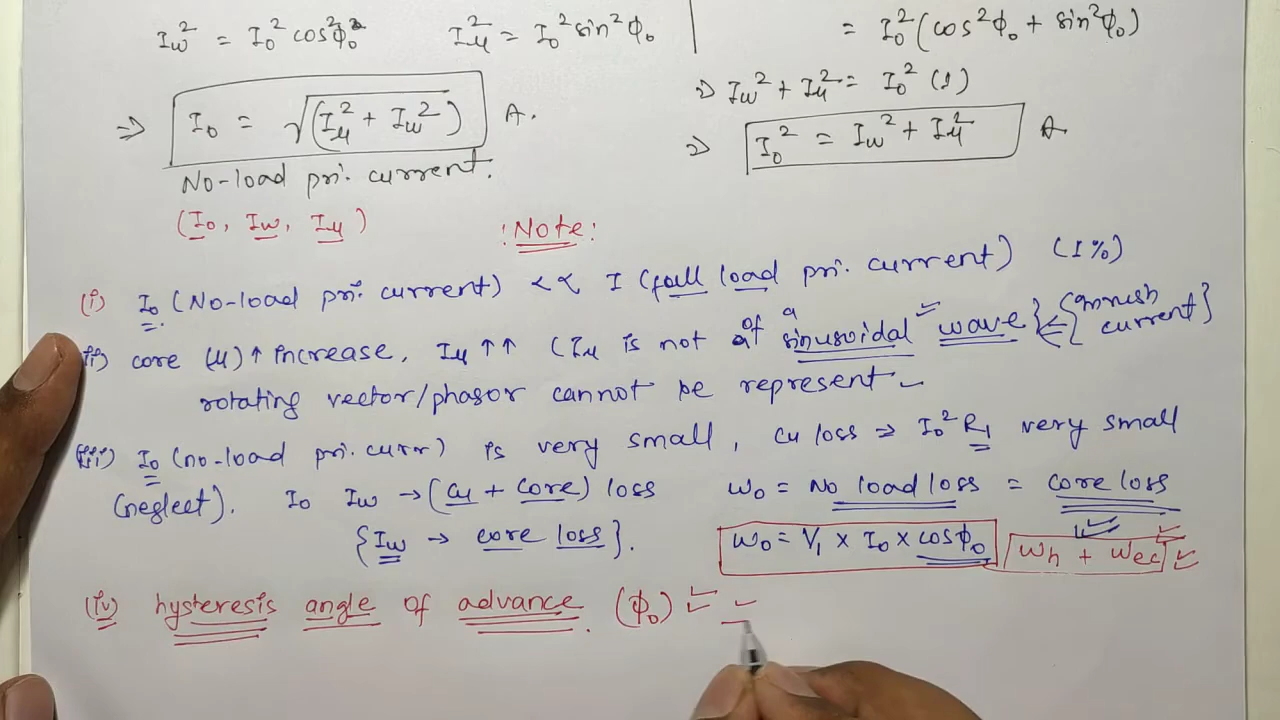 Iw² = I₀² cos²ϕ₀²
Iμ² = I₀² sin²ϕ₀
⇒ I₀ = √(Iμ² + Iw²) A.
No-load pri. current.
(I₀, Iw, Iμ)
= I₀² (cos²ϕ₀ + sin²ϕ₀)
⇒ Iw² + Iμ² = I₀² (1)
⇒ I₀² = Iw² + Iμ² A
!Note:
(i) I₀ (No-load pri. current) << I (full load pri. current) (1%)
(ii) core (μ)↑ increase, Iμ ↑↑ (Iμ is not of a sinusoidal wave} ⇐ { current}
rotating vector/phasor cannot be represent
(iii) I₀ (no-load pri. curr) is very small, cu loss ⇒ I₀² R₁ very small
(neglect). I₀ Iw → (cu + core) loss W₀ = No load loss = core loss
{Iw → core loss}. W₀ = V₁ × I₀ × cosϕ₀ Wh + Wec
(iv) hysteresis angle of advance. (ϕ₀)